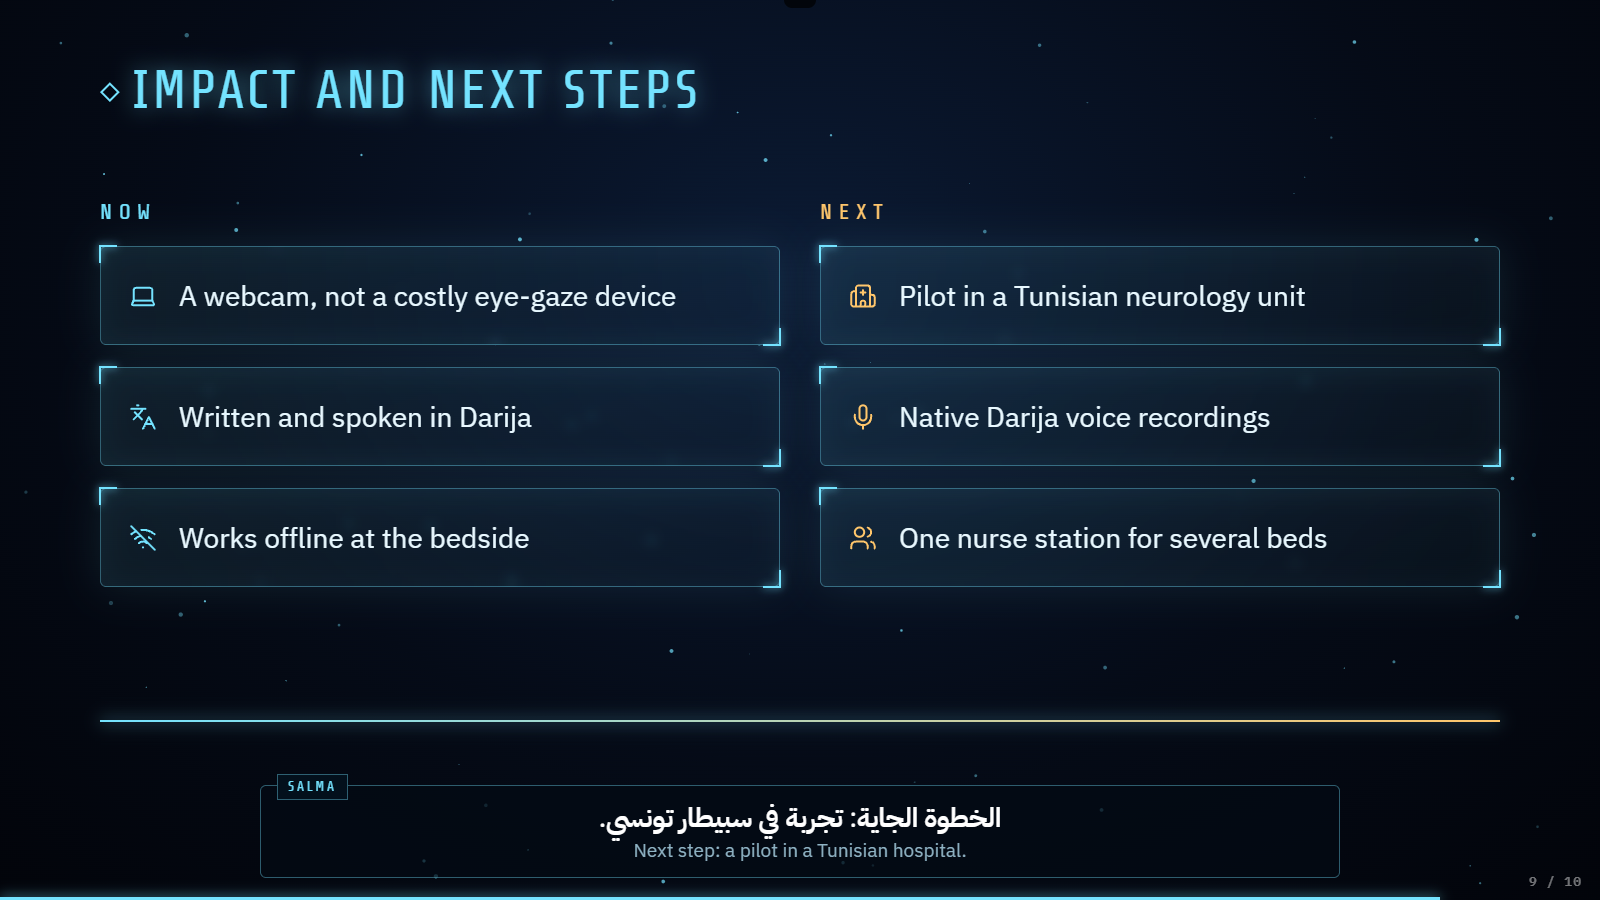 IMPACT AND NEXT STEPS
NOW
A webcam, not a costly eye-gaze device
Written and spoken in Darija
Works offline at the bedside
NEXT
Pilot in a Tunisian neurology unit
Native Darija voice recordings
One nurse station for several beds
SALMA
الخطوة الجاية: تجربة في سبيطار تونسي.
Next step: a pilot in a Tunisian hospital.
9 / 10